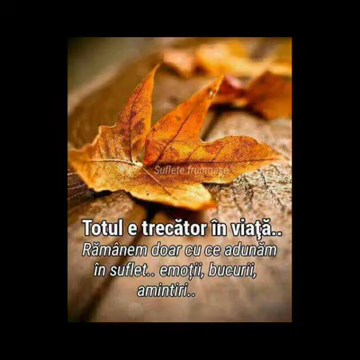 Suflete frumoase
Totul e trecător în viață..
Rămânem doar cu ce adunăm
în suflet.. emoții, bucurii,
amintiri..